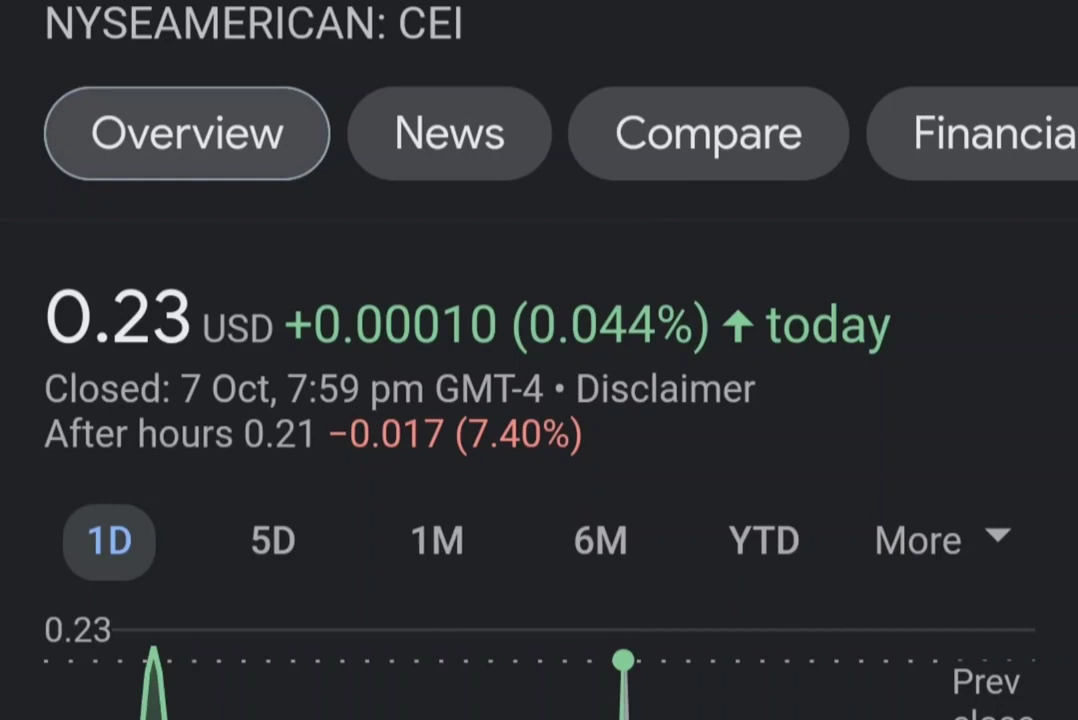 NYSEAMERICAN: CEI
Overview News Compare Financia
0.23 USD +0.00010 (0.044%) ↑ today
Closed: 7 Oct, 7:59 pm GMT-4 • Disclaimer
After hours 0.21 −0.017 (7.40%)
1D 5D 1M 6M YTD More
0.23
Prev